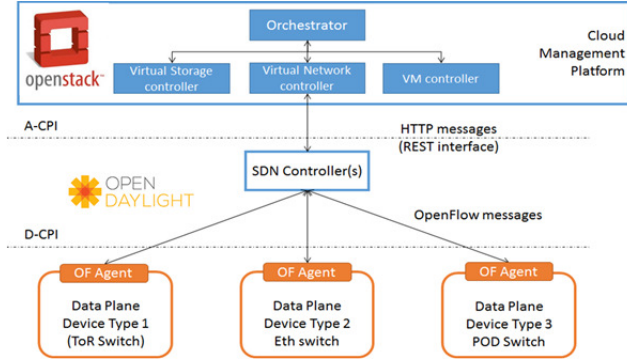 Orchestrator
openstack™
Virtual Storage
controller
Virtual Network
controller
VM controller
Cloud
Management
Platform
A-CPI
HTTP messages
(REST interface)
SDN Controller(s)
OPEN
DAYLIGHT
OpenFlow messages
D-CPI
OF Agent
Data Plane
Device Type 1
(ToR Switch)
OF Agent
Data Plane
Device Type 2
Eth switch
OF Agent
Data Plane
Device Type 3
POD Switch